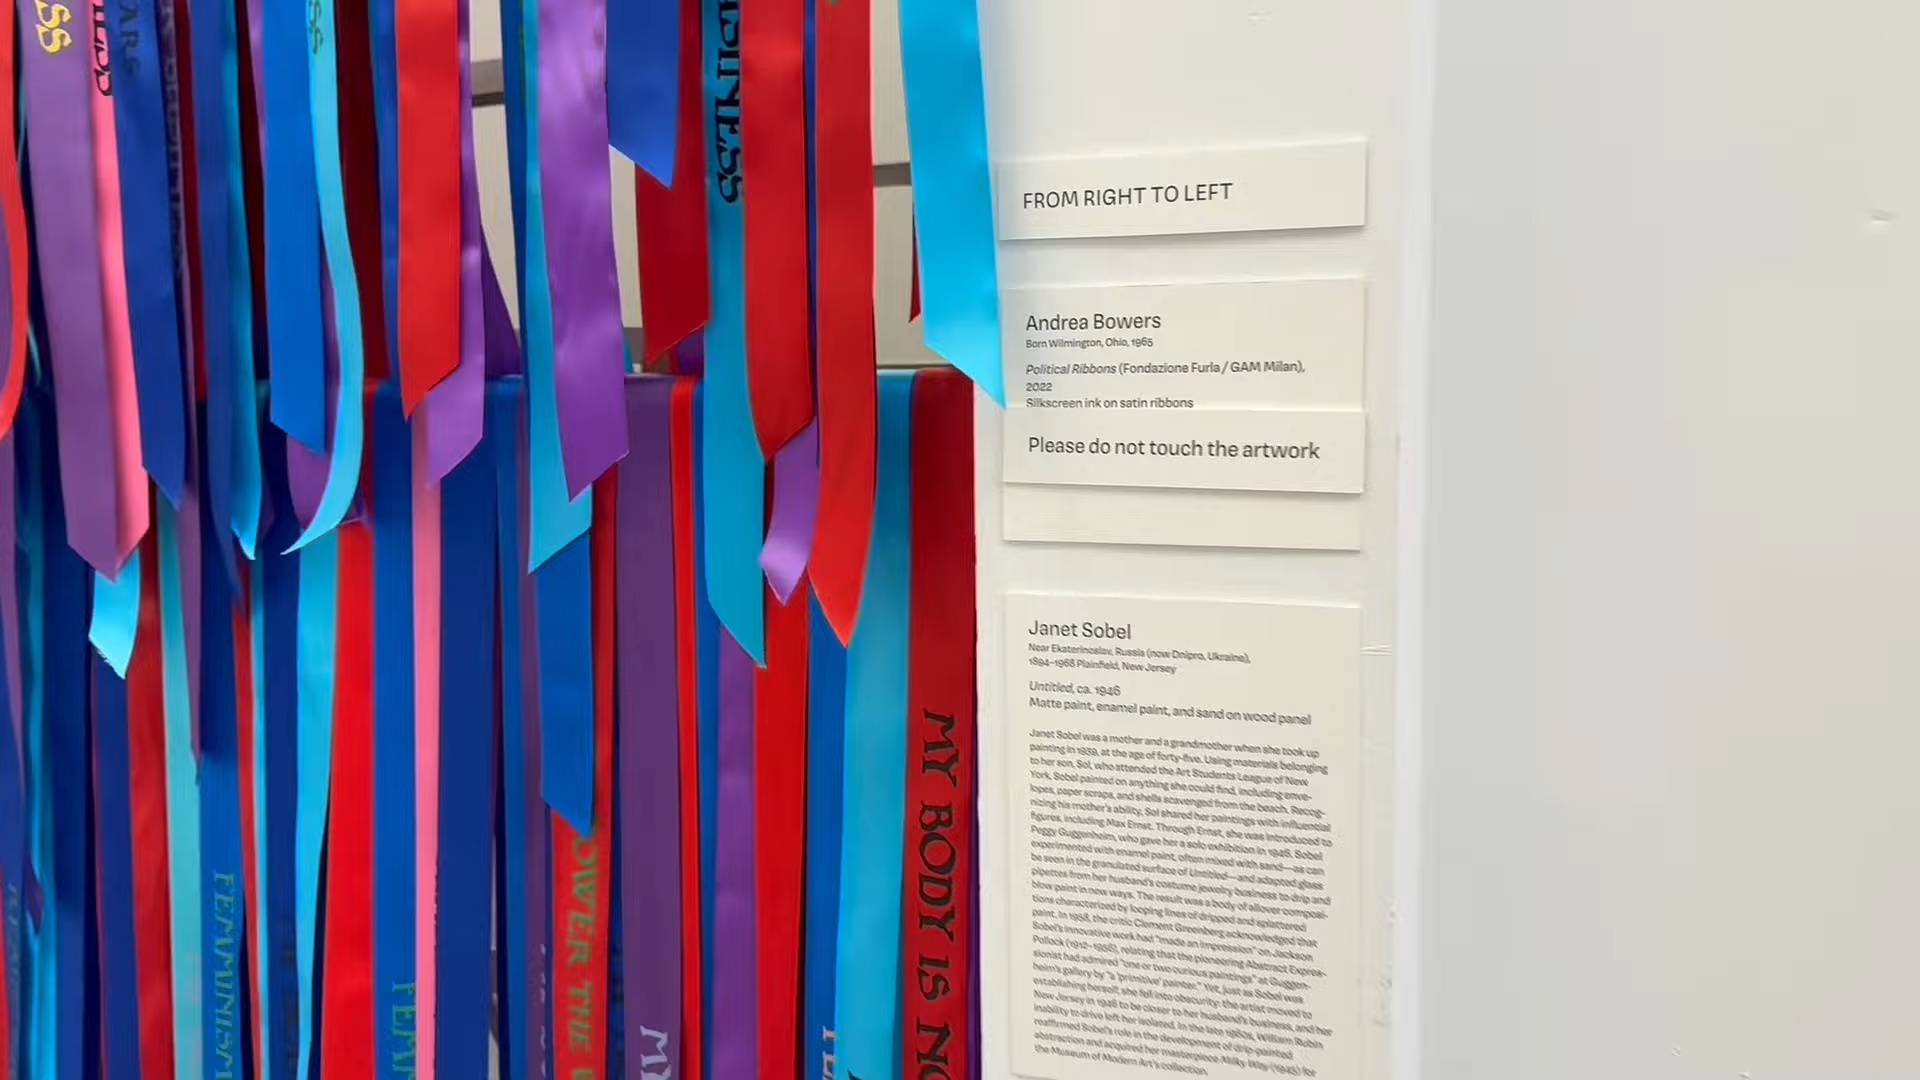 SS
ARS
SS
INESS
FEMINISM
FEM
OWER THE
MY
MY BODY IS NO
FROM RIGHT TO LEFT
Andrea Bowers
Born Wilmington, Ohio, 1965
Political Ribbons (Fondazione Furla / GAM Milan),
2022
Silkscreen ink on satin ribbons
Please do not touch the artwork
Janet Sobel
Near Ekaterinoslav, Russia (now Dnipro, Ukraine),
1894–1968 Plainfield, New Jersey
Untitled, ca. 1946
Matte paint, enamel paint, and sand on wood panel
Janet Sobel was a mother and a grandmother when she took up
painting in 1939, at the age of forty-five. Using materials belonging
to her son, Sol, who attended the Art Students League of New
York, Sobel painted on anything she could find, including enve-
lopes, paper scraps, and shells scavenged from the beach. Recog-
nizing his mother's ability, Sol shared her paintings with influential
figures, including Max Ernst. Through Ernst, she was introduced to
Peggy Guggenheim, who gave her a solo exhibition in 1946. Sobel
experimented with enamel paint, often mixed with sand—as can
be seen in the granulated surface of Untitled—and adapted glass
pipettes from her husband's costume jewelry business to drip and
blow paint in new ways. The result was a body of allover composi-
tions characterized by looping lines of dripped and splattered
paint. In 1958, the critic Clement Greenberg acknowledged that
Sobel's innovative work had "made an impression" on Jackson
Pollock (1912–1956), relating that the pioneering Abstract Expres-
sionist had admired "one or two curious paintings" at Guggen-
heim's gallery by "a 'primitive' painter." Yet, just as Sobel was
establishing herself, she fell into obscurity: the artist moved to
New Jersey in 1946 to be closer to her husband's business, and her
inability to drive left her isolated. In the late 1960s, William Rubin
reaffirmed Sobel's role in the development of drip-painted
abstraction and acquired her masterpiece Milky Way (1945) for
the Museum of Modern Art's collection.